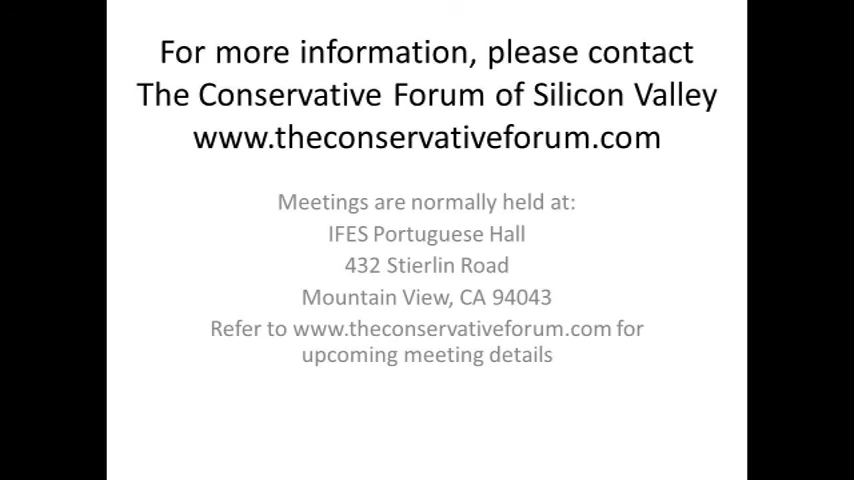 For more information, please contact
The Conservative Forum of Silicon Valley
www.theconservativeforum.com
Meetings are normally held at:
IFES Portuguese Hall
432 Stierlin Road
Mountain View, CA 94043
Refer to www.theconservativeforum.com for
upcoming meeting details